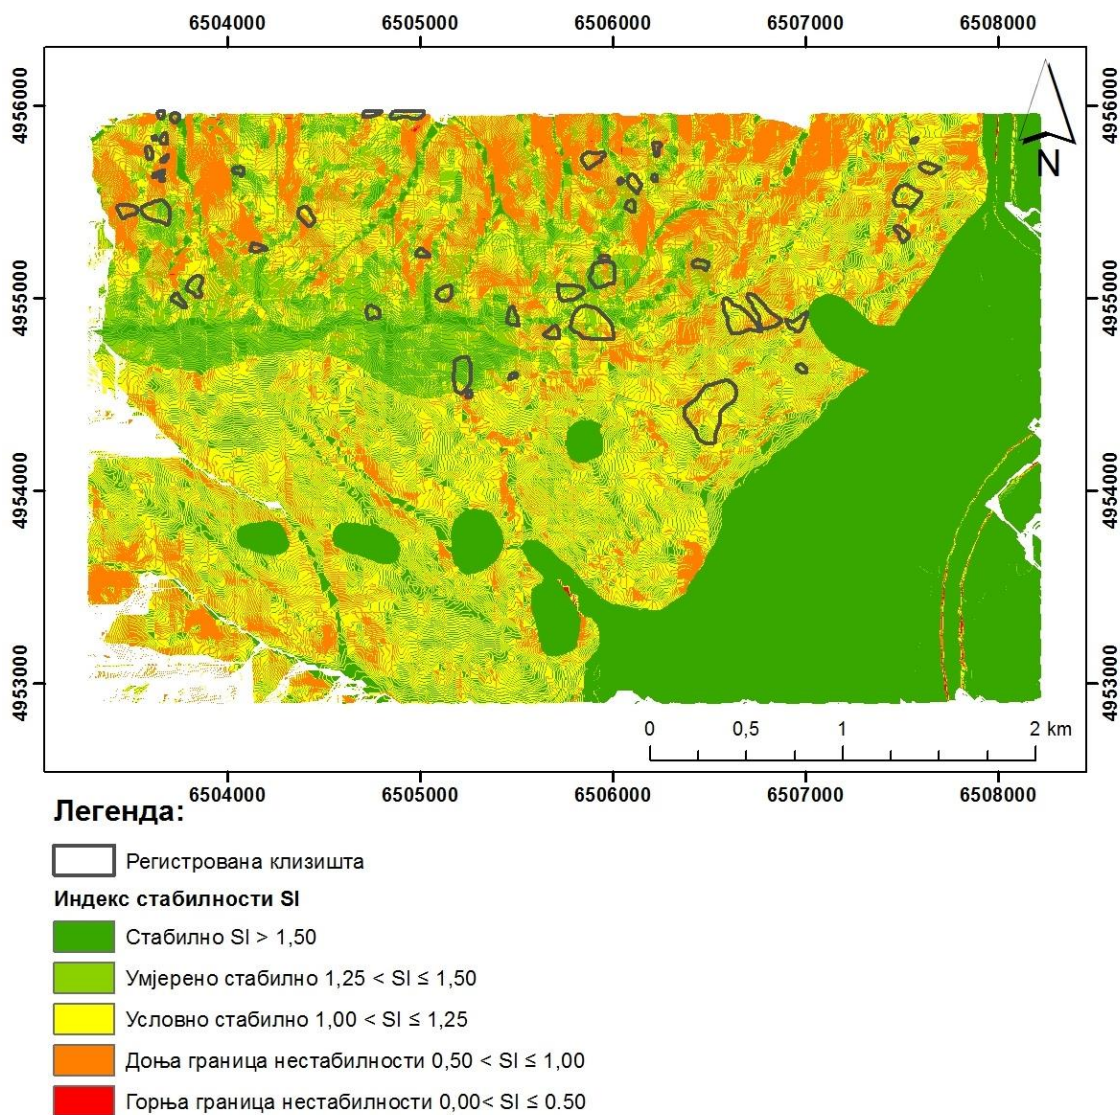 6504000 6505000 6506000 6507000 6508000
4956000 4956000
N
4955000 4955000
4954000 4954000
4953000 4953000
0 0,5 1 2 km
6504000 6505000 6506000 6507000 6508000
Легенда:
Регистрована клизишта
Индекс стабилности SI
Стабилно SI > 1,50
Умјерено стабилно 1,25 < SI ≤ 1,50
Условно стабилно 1,00 < SI ≤ 1,25
Доња граница нестабилности 0,50 < SI ≤ 1,00
Горња граница нестабилности 0,00< SI ≤ 0.50